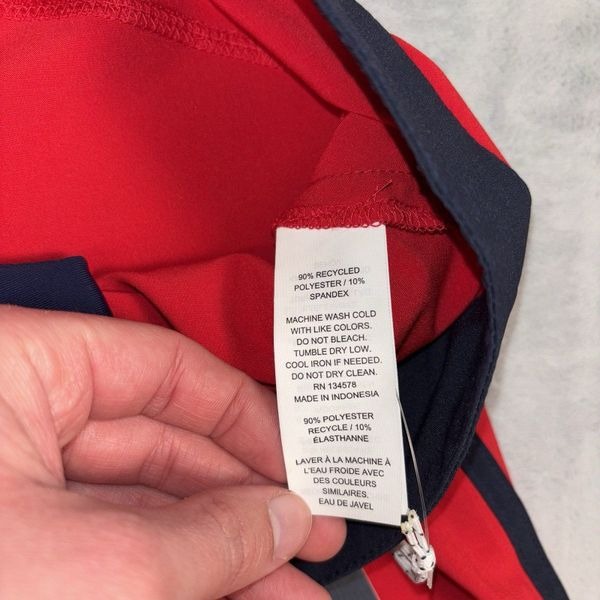 90% RECYCLED
POLYESTER / 10%
SPANDEX
MACHINE WASH COLD
WITH LIKE COLORS.
DO NOT BLEACH.
TUMBLE DRY LOW.
COOL IRON IF NEEDED.
DO NOT DRY CLEAN.
RN 134578
MADE IN INDONESIA
90% POLYESTER
RECYCLE / 10%
ÉLASTHANNE
LAVER À LA MACHINE À
L'EAU FROIDE AVEC
DES COULEURS
SIMILAIRES.
EAU DE JAVEL